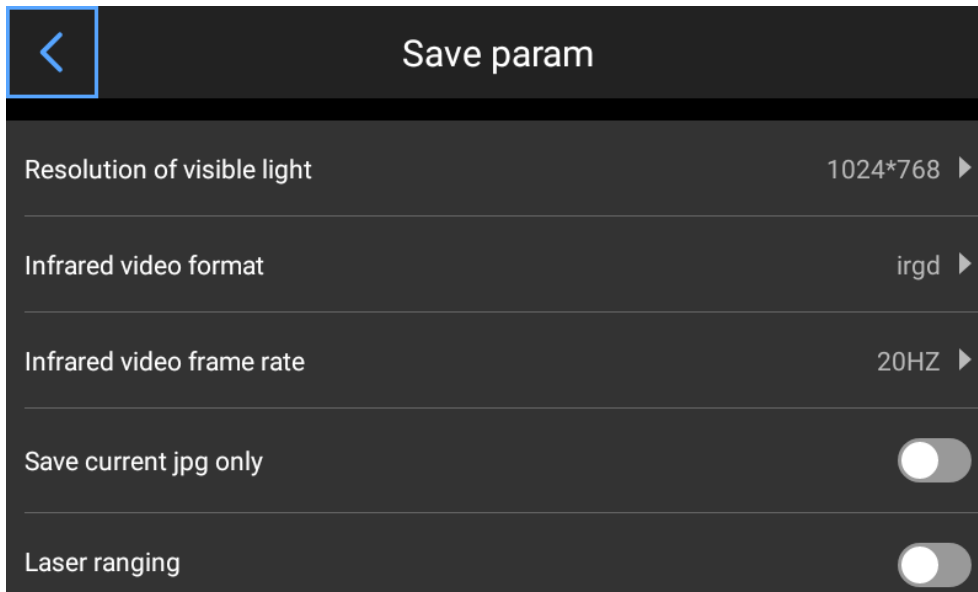 Save param
Resolution of visible light 1024*768
Infrared video format irgd
Infrared video frame rate 20HZ
Save current jpg only
Laser ranging